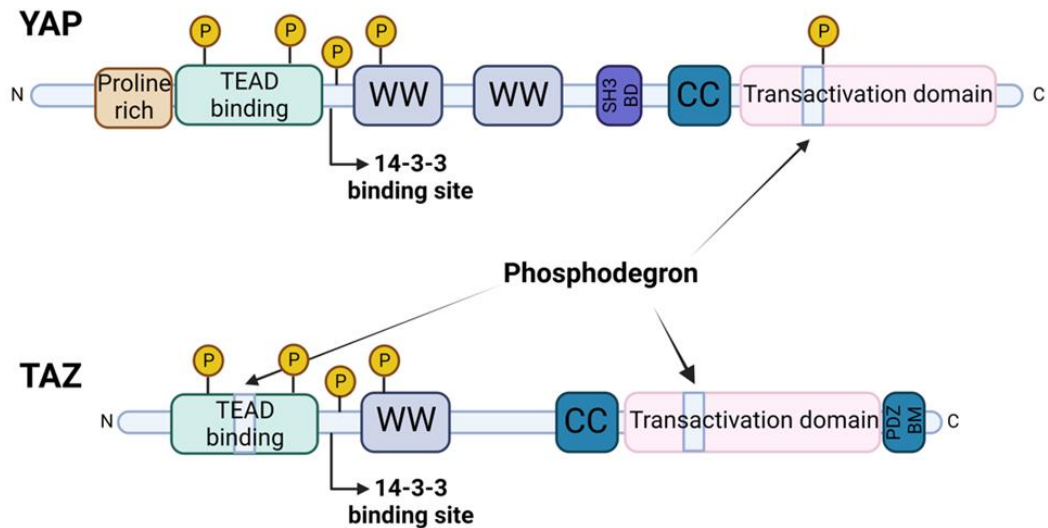 YAP
P
P
P
P
P
N
Proline
rich
TEAD
binding
WW
WW
SH3
BD
CC
Transactivation domain
C
14-3-3
binding site
Phosphodegron
TAZ
P
P
P
P
N
TEAD
binding
WW
CC
Transactivation domain
PDZ
BM
C
14-3-3
binding site